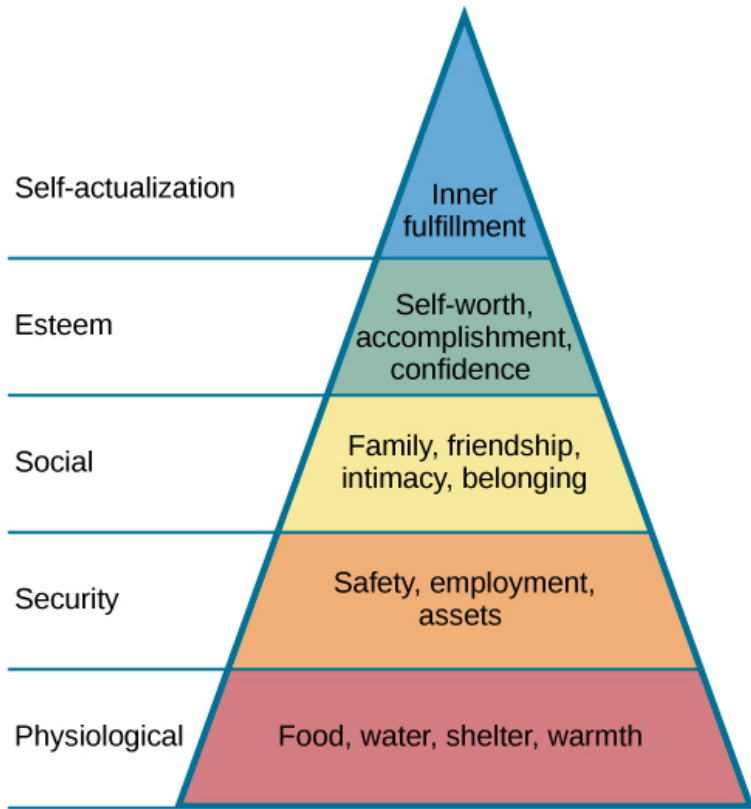 Self-actualization
Inner
fulfillment
Esteem
Self-worth,
accomplishment,
confidence
Social
Family, friendship,
intimacy, belonging
Security
Safety, employment,
assets
Physiological
Food, water, shelter, warmth